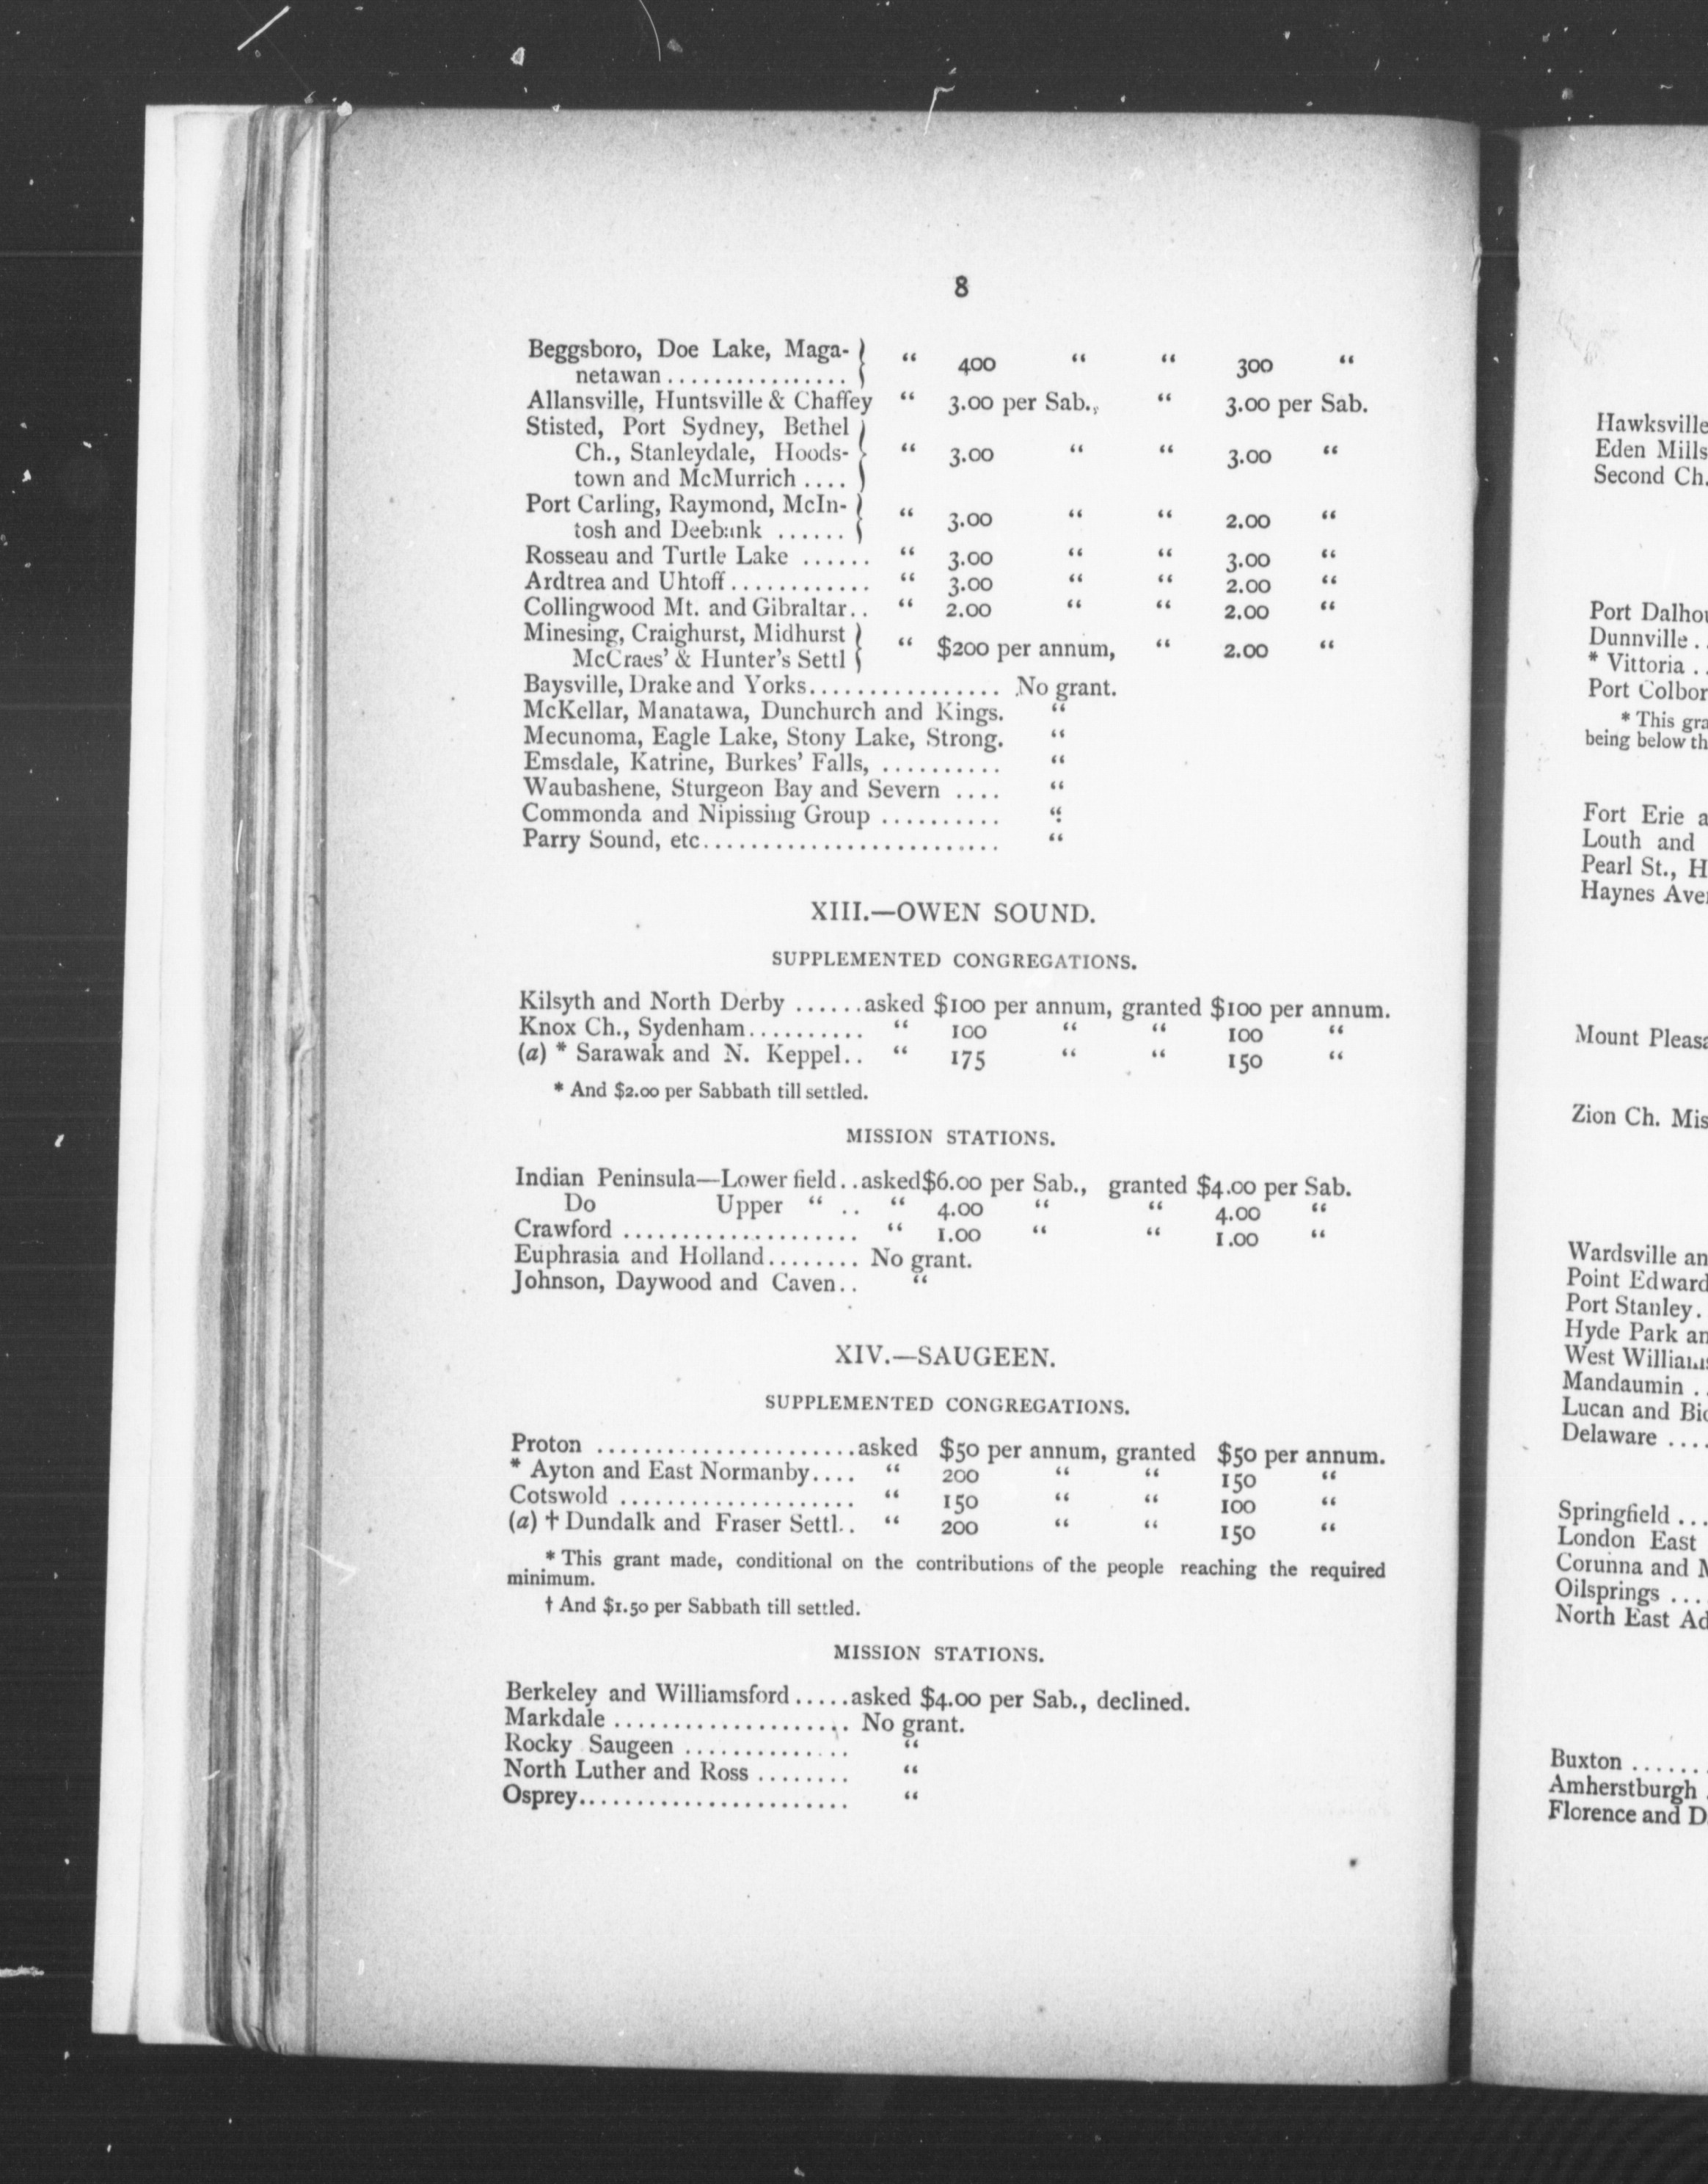 8
Beggsboro, Doe Lake, Maga- } “ 400 “ “ 300 “
netawan ................
Allansville, Huntsville & Chaffey “ 3.00 per Sab., “ 3.00 per Sab.
Stisted, Port Sydney, Bethel
Ch., Stanleydale, Hoods- } “ 3.00 “ “ 3.00 “
town and McMurrich ....
Port Carling, Raymond, McIn- } “ 3.00 “ “ 2.00 “
tosh and Deebank ......
Rosseau and Turtle Lake ...... “ 3.00 “ “ 3.00 “
Ardtrea and Uhtoff............ “ 3.00 “ “ 2.00 “
Collingwood Mt. and Gibraltar.. “ 2.00 “ “ 2.00 “
Minesing, Craighurst, Midhurst } “ $200 per annum, “ 2.00 “
McCraes’ & Hunter’s Settl
Baysville, Drake and Yorks................ No grant.
McKellar, Manatawa, Dunchurch and Kings. “
Mecunoma, Eagle Lake, Stony Lake, Strong. “
Emsdale, Katrine, Burkes’ Falls, .......... “
Waubashene, Sturgeon Bay and Severn .... “
Commonda and Nipissing Group .......... “
Parry Sound, etc......................... “
XIII.—OWEN SOUND.
SUPPLEMENTED CONGREGATIONS.
Kilsyth and North Derby ......asked $100 per annum, granted $100 per annum.
Knox Ch., Sydenham.......... “ 100 “ “ 100 “
(a) * Sarawak and N. Keppel.. “ 175 “ “ 150 “
* And $2.00 per Sabbath till settled.
MISSION STATIONS.
Indian Peninsula—Lower field..asked $6.00 per Sab., granted $4.00 per Sab.
Do Upper “ .. “ 4.00 “ “ 4.00 “
Crawford .................... “ 1.00 “ “ 1.00 “
Euphrasia and Holland........ No grant.
Johnson, Daywood and Caven.. “
XIV.—SAUGEEN.
SUPPLEMENTED CONGREGATIONS.
Proton ......................asked $50 per annum, granted $50 per annum.
* Ayton and East Normanby.... “ 200 “ “ 150 “
Cotswold .................... “ 150 “ “ 100 “
(a) † Dundalk and Fraser Settl.. “ 200 “ “ 150 “
* This grant made, conditional on the contributions of the people reaching the required
minimum.
† And $1.50 per Sabbath till settled.
MISSION STATIONS.
Berkeley and Williamsford.....asked $4.00 per Sab., declined.
Markdale .................... No grant.
Rocky Saugeen .............. “
North Luther and Ross ........ “
Osprey....................... “
Hawksville
Eden Mills
Second Ch.
Port Dalhou
Dunnville ..
* Vittoria ..
Port Colbor
* This gra
being below th
Fort Erie a
Louth and
Pearl St., H
Haynes Ave
Mount Pleasa
Zion Ch. Mis
Wardsville an
Point Edward
Port Stanley.
Hyde Park an
West Williams
Mandaumin ..
Lucan and Bid
Delaware ....
Springfield ...
London East
Corunna and M
Oilsprings ...
North East Ad
Buxton ......
Amherstburgh
Florence and D